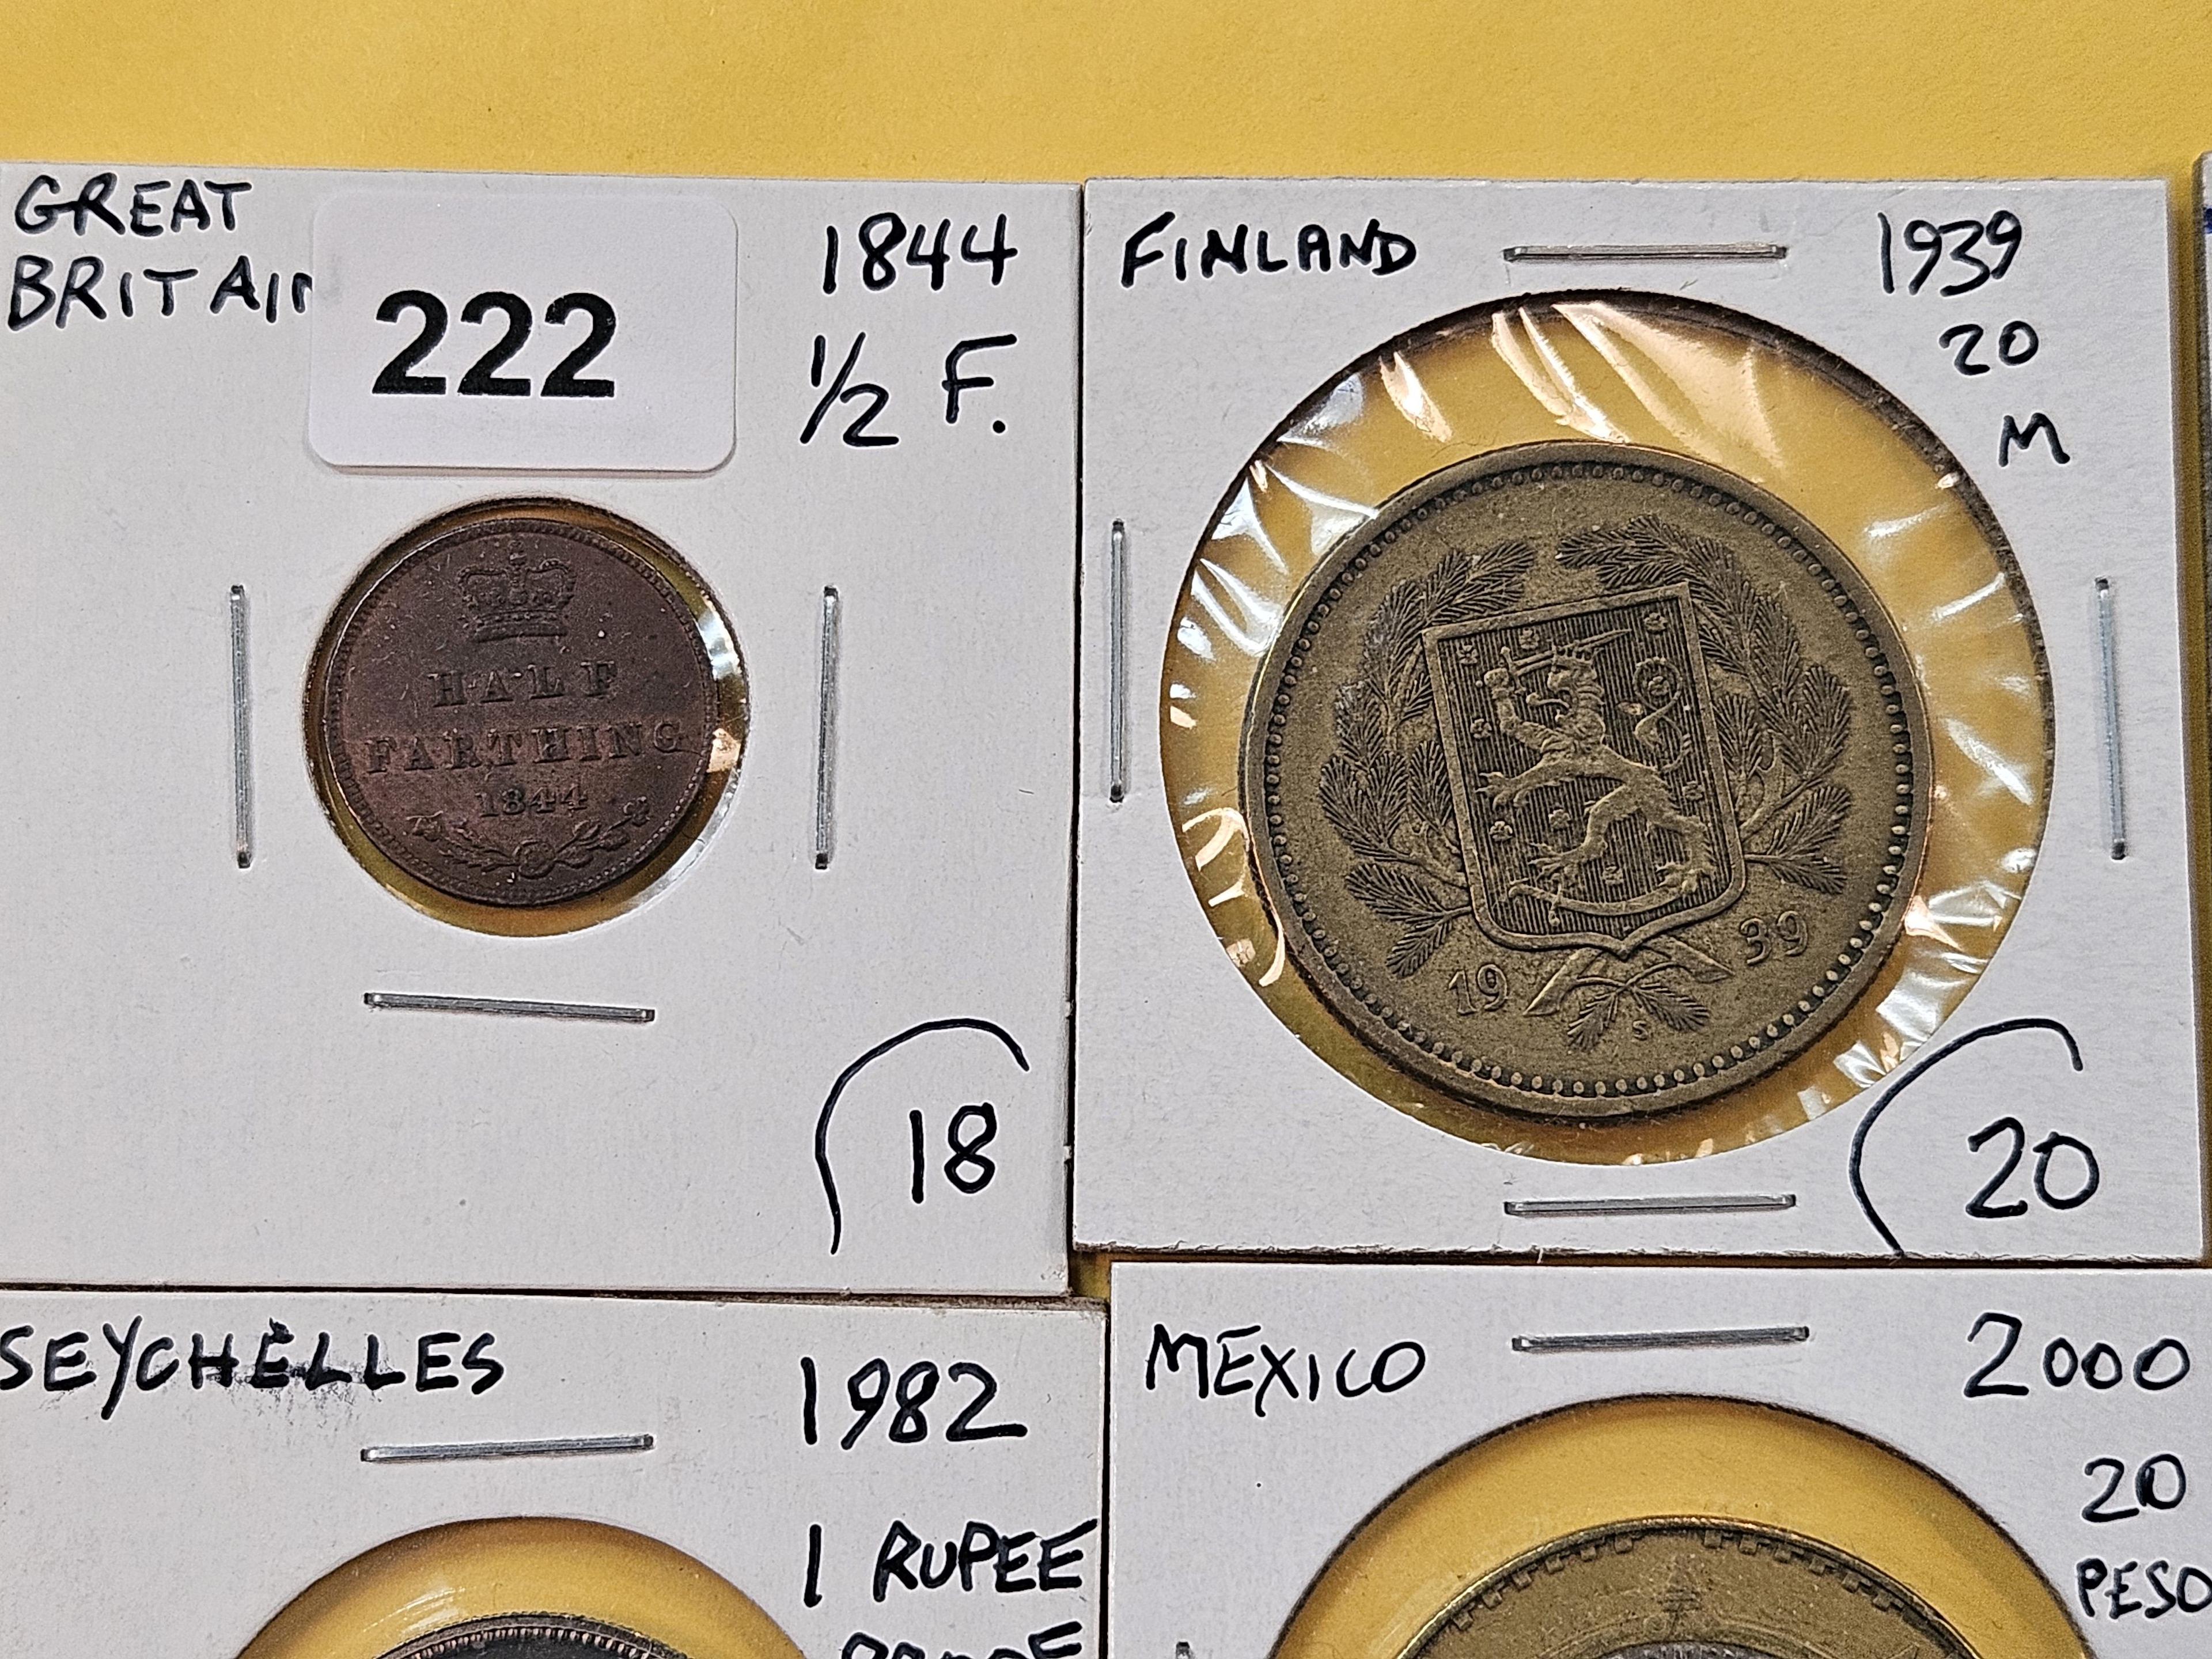 GREAT
BRITAIN
222
1844
1/2 F.
HALF
FARTHING
1844
18
FINLAND
1939
20
M
19 39
S
20
SEYCHELLES
1982
1 RUPEE
MEXICO
2000
20
PESO